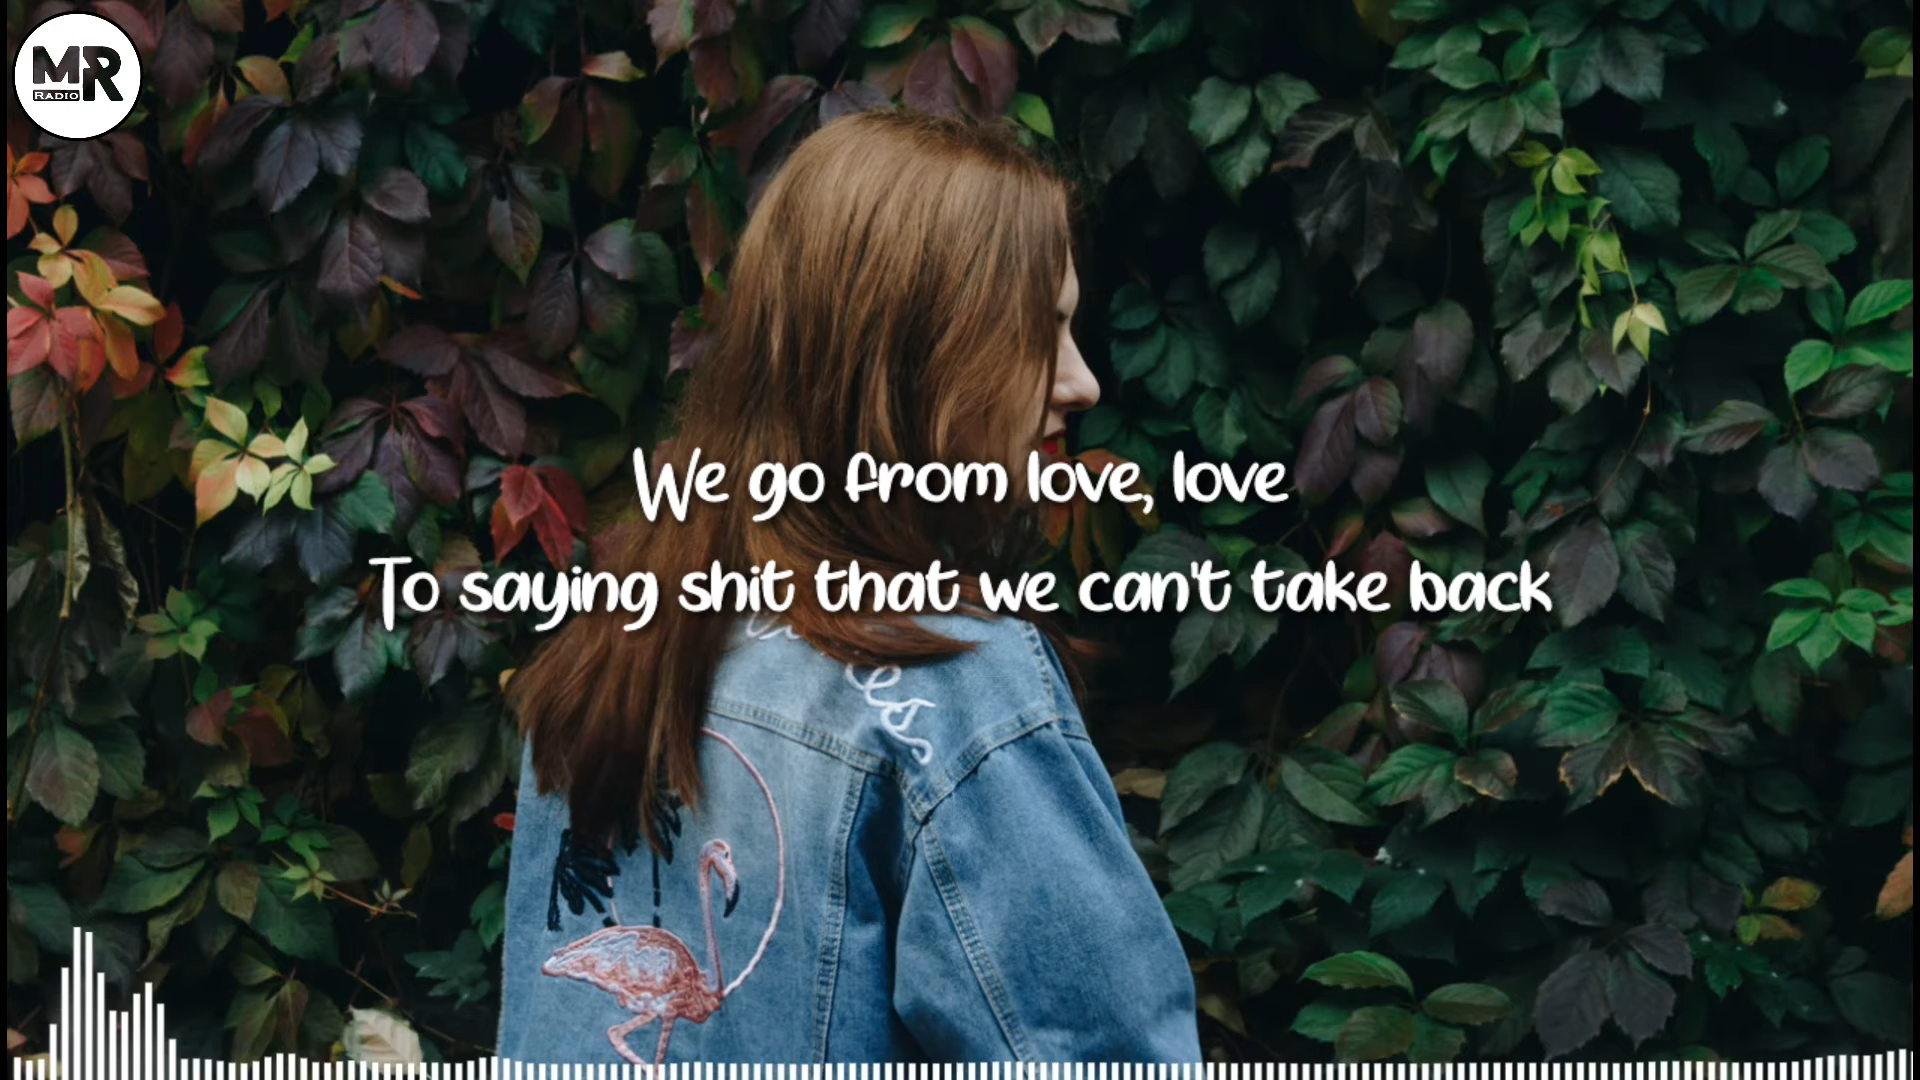 MR
RADIO
We go from love, love
To saying shit that we can't take back